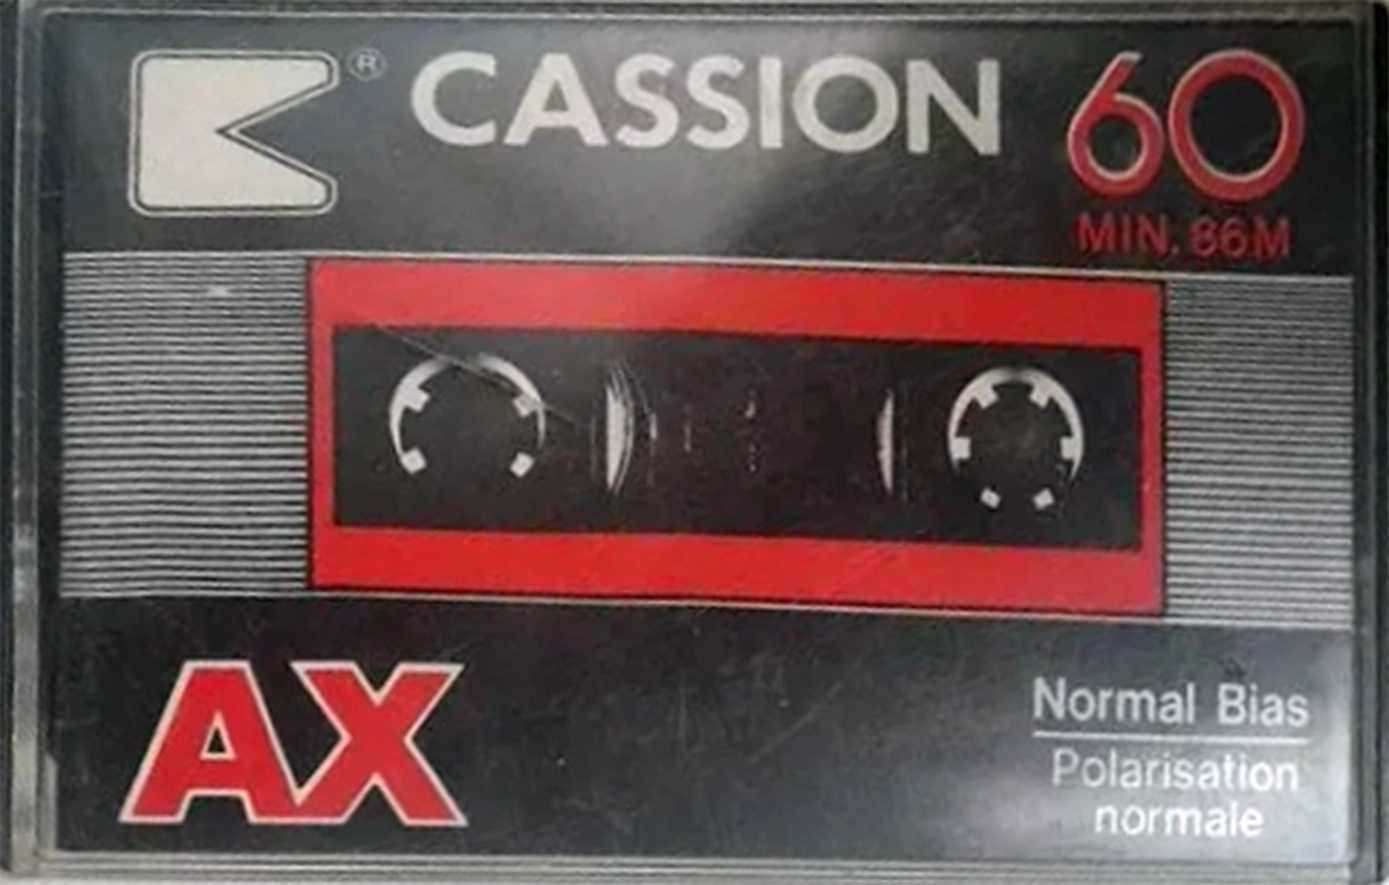 ® CASSION 60
MIN. 86M
AX
Normal Bias
Polarisation
normale